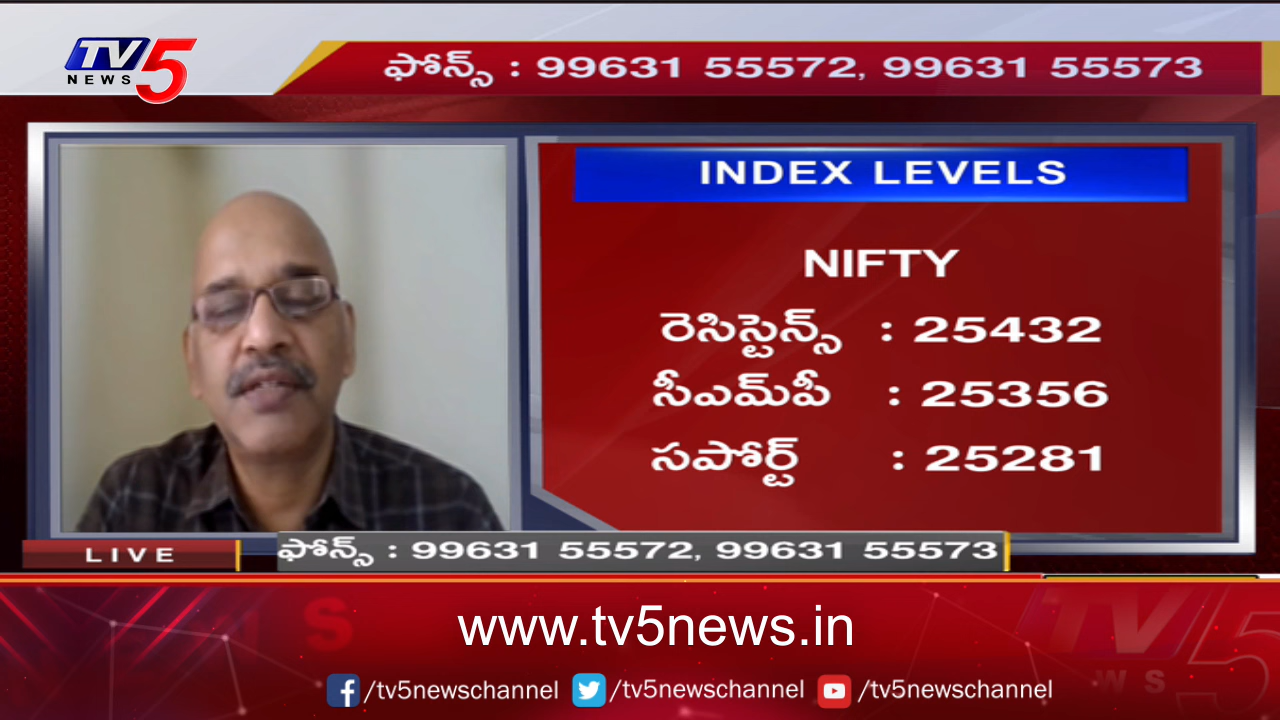 TV5
NEWS
ఫోన్స్ : 99631 55572, 99631 55573
INDEX LEVELS
NIFTY
రెసిస్టెన్స్ : 25432
సీఎమ్‌పీ : 25356
సపోర్ట్ : 25281
LIVE
ఫోన్స్ : 99631 55572, 99631 55573
www.tv5news.in
/tv5newschannel /tv5newschannel /tv5newschannel